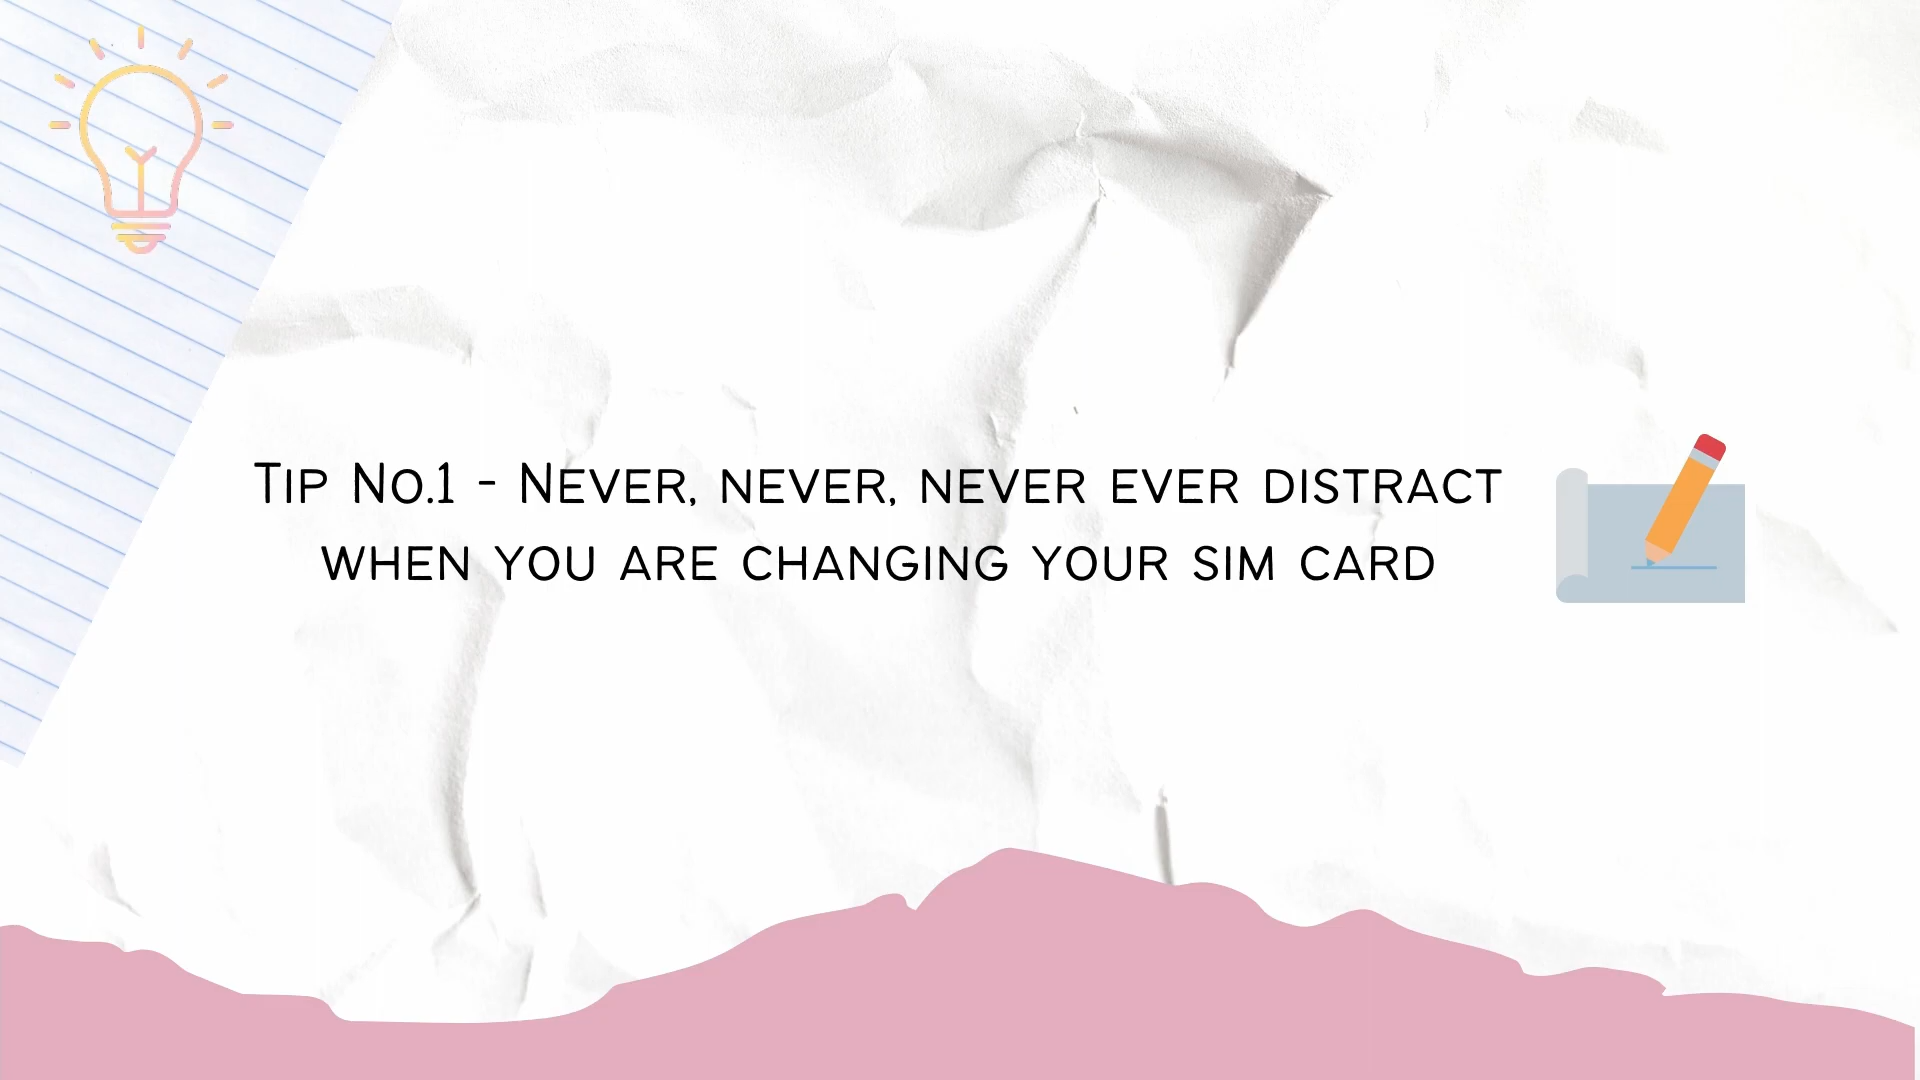 Tip No.1 - Never, never, never ever distract
when you are changing your sim card